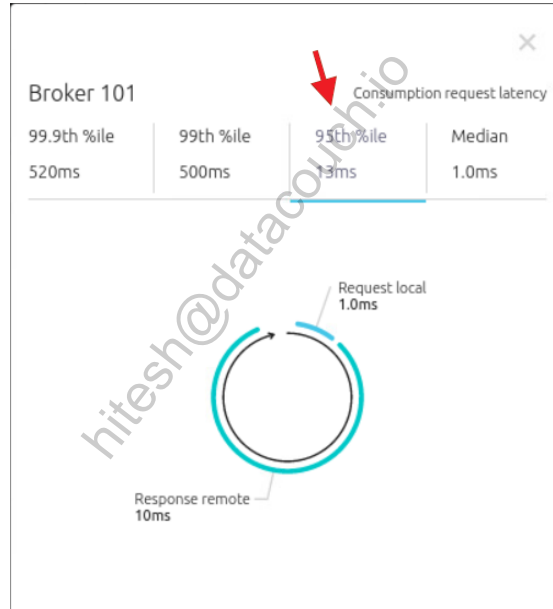 Broker 101
Consumption request latency
99.9th %ile
99th %ile
95th %ile
Median
520ms
500ms
13ms
1.0ms
Request local
1.0ms
Response remote
10ms
hitesh@datacouch.io